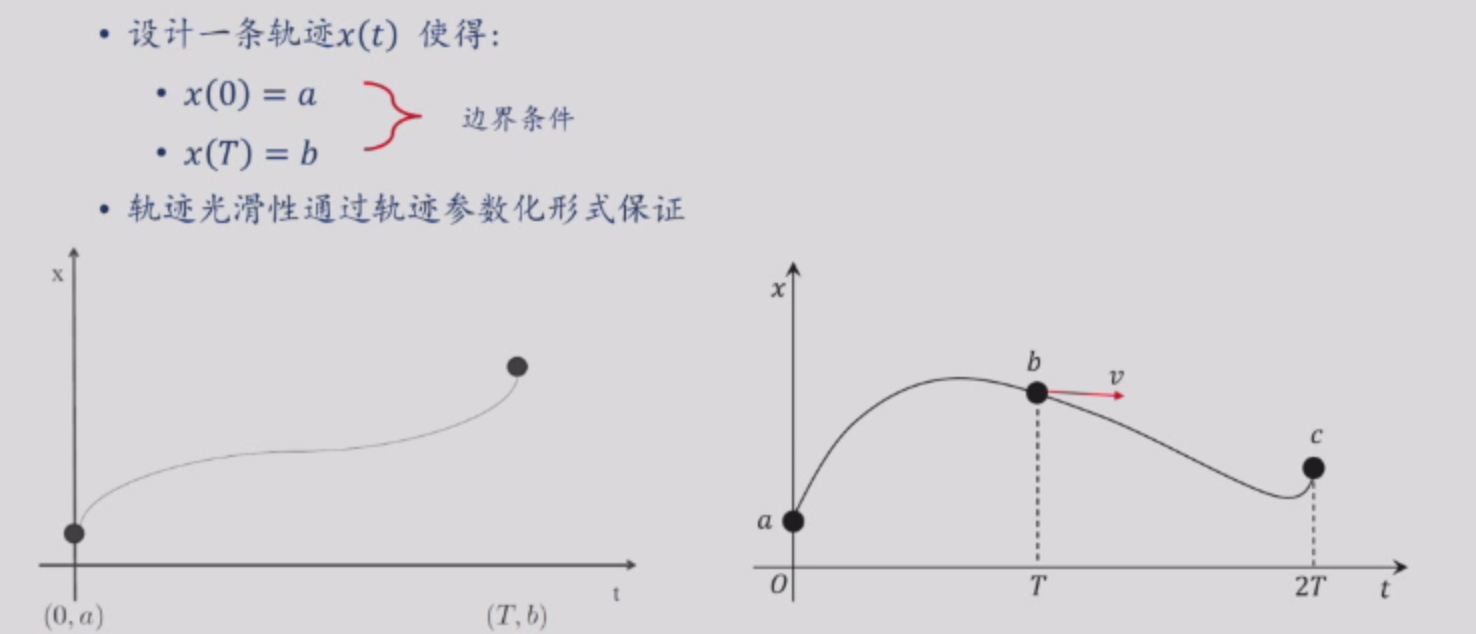 • 设计一条轨迹x(t) 使得:
• x(0) = a
边界条件
• x(T) = b
• 轨迹光滑性通过轨迹参数化形式保证
x
t
(0, a)
(T, b)
x
b
v
c
a
O
T
2T
t